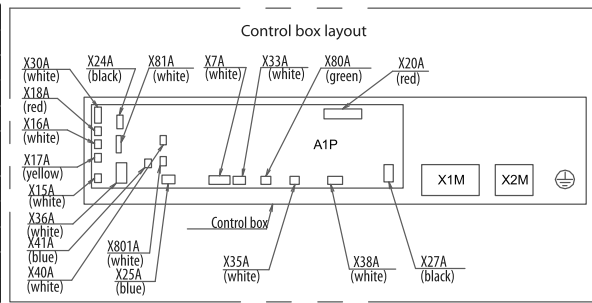 Control box layout
X30A
(white)
X24A
(black)
X81A
(white)
X7A
(white)
X33A
(white)
X80A
(green)
X20A
(red)
X18A
(red)
X16A
(white)
X17A
(yellow)
X15A
(white)
X36A
(white)
X41A
(blue)
X40A
(white)
X801A
(white)
X25A
(blue)
Control box
X35A
(white)
X38A
(white)
X27A
(black)
A1P
X1M
X2M